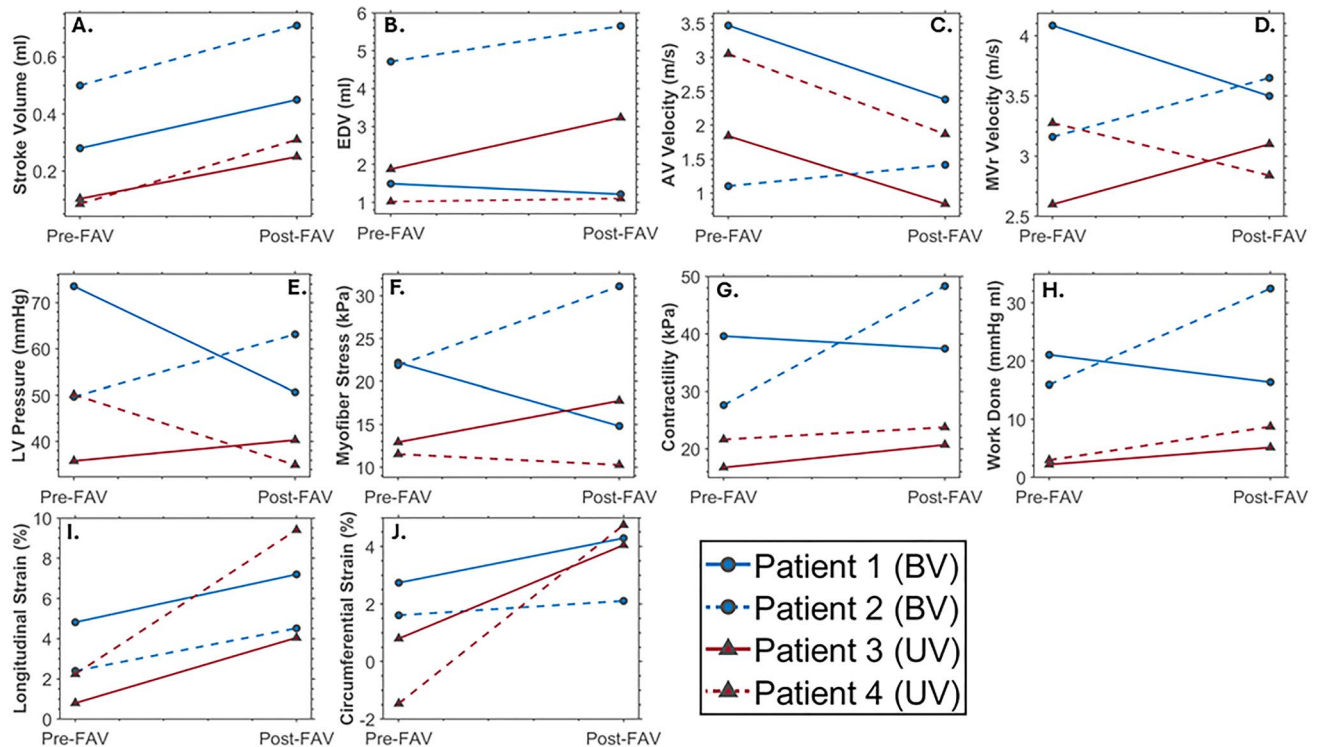 A.
Stroke Volume (ml)
0.6
0.4
0.2
Pre-FAV Post-FAV
B.
EDV (ml)
6
5
4
3
2
1
Pre-FAV Post-FAV
C.
AV Velocity (m/s)
3.5
3
2.5
2
1.5
1
Pre-FAV Post-FAV
D.
MVr Velocity (m/s)
4
3.5
3
2.5
Pre-FAV Post-FAV
E.
LV Pressure (mmHg)
70
60
50
40
Pre-FAV Post-FAV
F.
Myofiber Stress (kPa)
30
25
20
15
10
Pre-FAV Post-FAV
G.
Contractility (kPa)
50
40
30
20
Pre-FAV Post-FAV
H.
Work Done (mmHg ml)
30
20
10
0
Pre-FAV Post-FAV
I.
Longitudinal Strain (%)
10
8
6
4
2
0
Pre-FAV Post-FAV
J.
Circumferential Strain (%)
4
2
0
-2
Pre-FAV Post-FAV
Patient 1 (BV)
Patient 2 (BV)
Patient 3 (UV)
Patient 4 (UV)